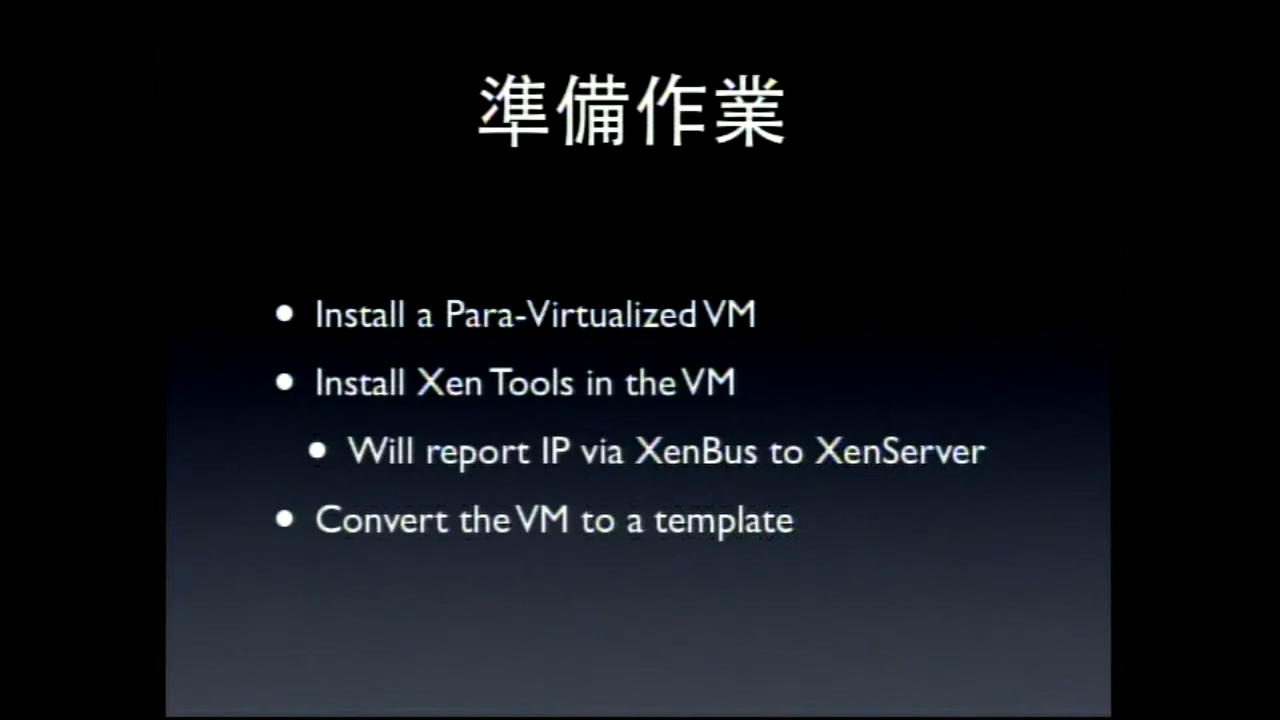 準備作業
Install a Para-Virtualized VM
Install Xen Tools in the VM
Will report IP via XenBus to XenServer
Convert the VM to a template